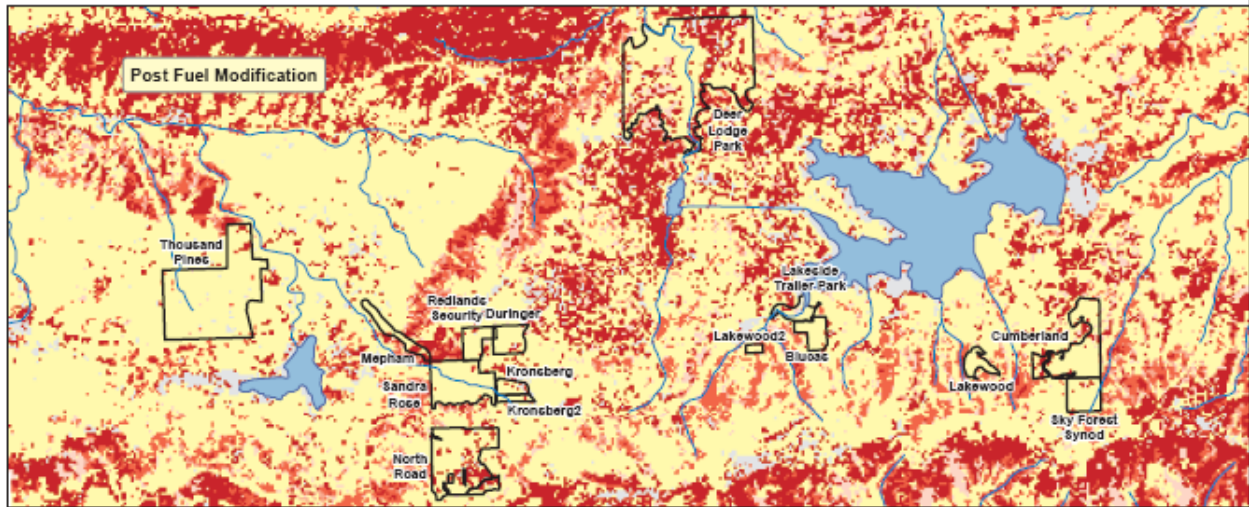 Post Fuel Modification
Deer
Lodge
Park
Thousand
Pines
Lakeside
Trailer Park
Redlands
Security
Duringer
Lakewood2
Cumberland
Mepham
Blucas
Kronsberg
Lakewood
Sandra
Rose
Kronsberg2
Sky Forest
Synod
North
Road